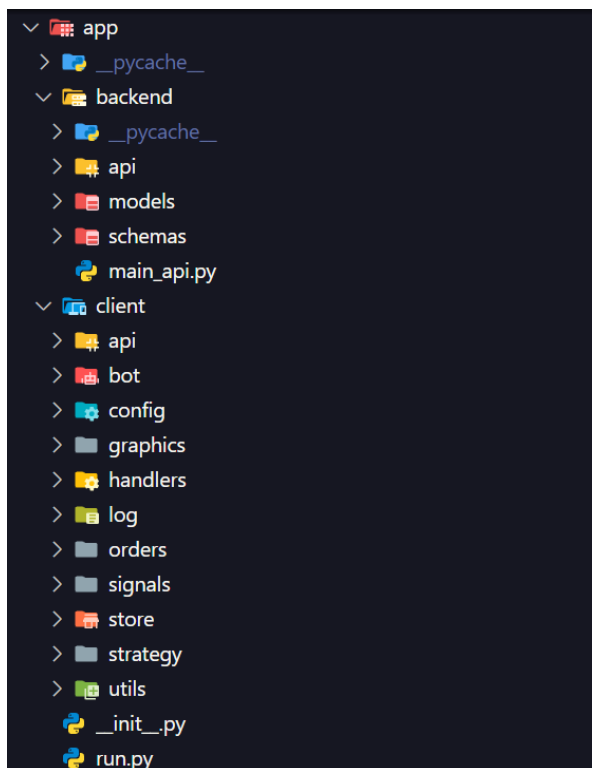 app
__pycache__
backend
__pycache__
api
models
schemas
main_api.py
client
api
bot
config
graphics
handlers
log
orders
signals
store
strategy
utils
__init__.py
run.py